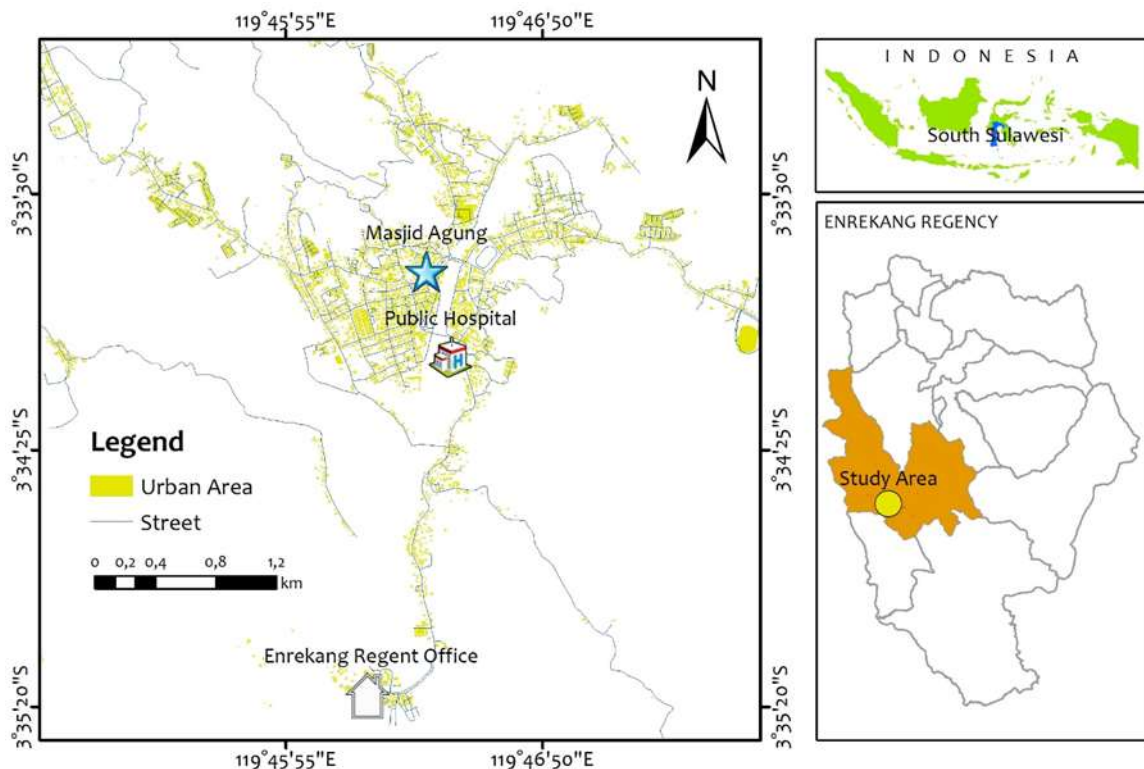 119°45'55"E
119°46'50"E
3°33'30"S
3°33'30"S
N
Masjid Agung
Public Hospital
H
3°34'25"S
3°34'25"S
Legend
Urban Area
Street
0 0,2 0,4 0,8 1,2
km
Enrekang Regent Office
3°35'20"S
3°35'20"S
119°45'55"E
119°46'50"E
INDONESIA
South Sulawesi
ENREKANG REGENCY
Study Area